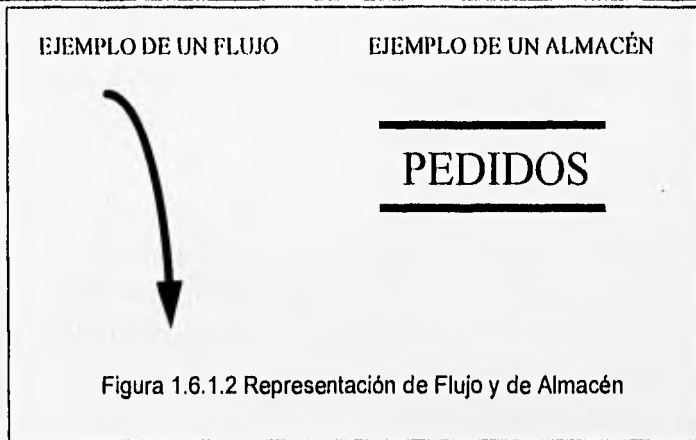 EJEMPLO DE UN FLUJO
EJEMPLO DE UN ALMACÉN
PEDIDOS
Figura 1.6.1.2 Representación de Flujo y de Almacén